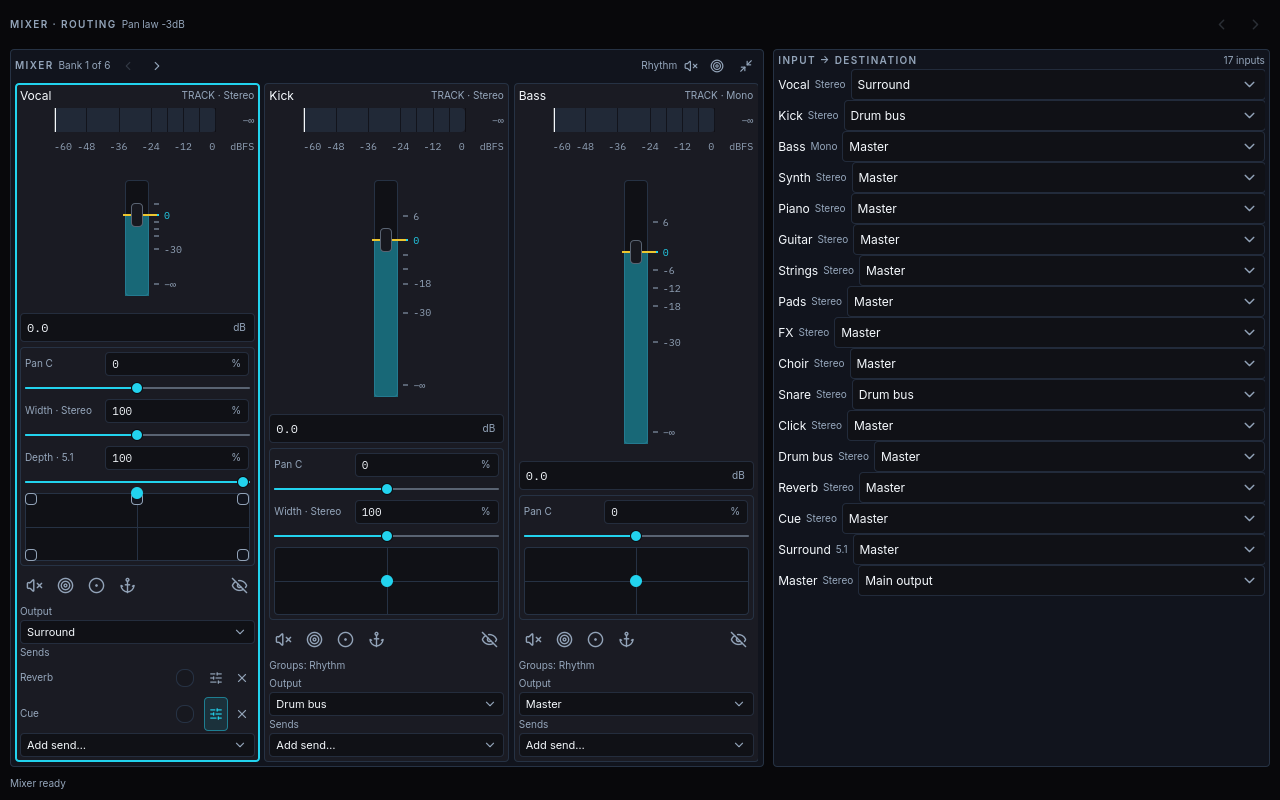 MIXER · ROUTING Pan law -3dB
MIXER Bank 1 of 6
Rhythm
Vocal TRACK · Stereo
-∞
-60 -48 -36 -24 -12 0 dBFS
0
-30
-∞
0.0 dB
Pan C 0 %
Width · Stereo 100 %
Depth · 5.1 100 %
Output
Surround
Sends
Reverb
Cue
Add send...
Kick TRACK · Stereo
-∞
-60 -48 -36 -24 -12 0 dBFS
6
0
-18
-30
-∞
0.0 dB
Pan C 0 %
Width · Stereo 100 %
Groups: Rhythm
Output
Drum bus
Sends
Add send...
Bass TRACK · Mono
-∞
-60 -48 -36 -24 -12 0 dBFS
6
0
-6
-12
-18
-30
-∞
0.0 dB
Pan C 0 %
Groups: Rhythm
Output
Master
Sends
Add send...
INPUT → DESTINATION 17 inputs
Vocal Stereo Surround
Kick Stereo Drum bus
Bass Mono Master
Synth Stereo Master
Piano Stereo Master
Guitar Stereo Master
Strings Stereo Master
Pads Stereo Master
FX Stereo Master
Choir Stereo Master
Snare Stereo Drum bus
Click Stereo Master
Drum bus Stereo Master
Reverb Stereo Master
Cue Stereo Master
Surround 5.1 Master
Master Stereo Main output
Mixer ready